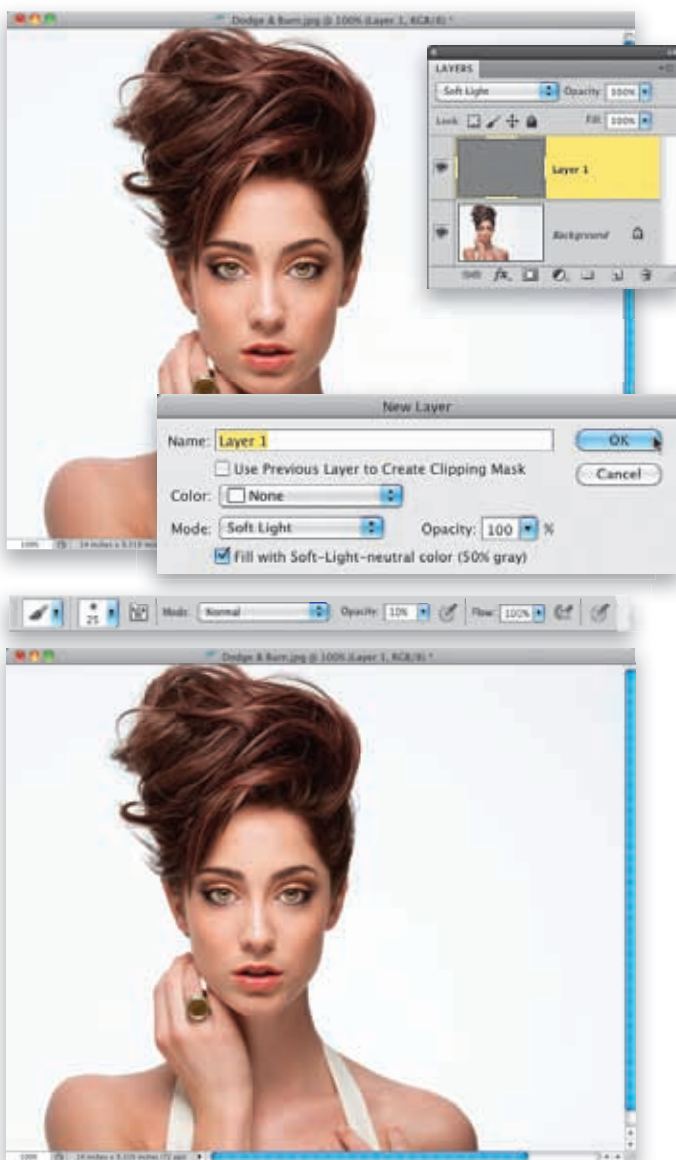 Dodge & Burn.jpg @ 100% (Layer 1, RGB/8) *
LAYERS
Soft Light Opacity: 100%
Lock: Fill: 100%
Layer 1
Background
fx
New Layer
Name: Layer 1
OK
Use Previous Layer to Create Clipping Mask
Cancel
Color: None
Mode: Soft Light Opacity: 100 %
Fill with Soft-Light-neutral color (50% gray)
100%
25 Mode: Normal Opacity: 10% Flow: 100%
Dodge & Burn.jpg @ 100% (Layer 1, RGB/8) *
100%